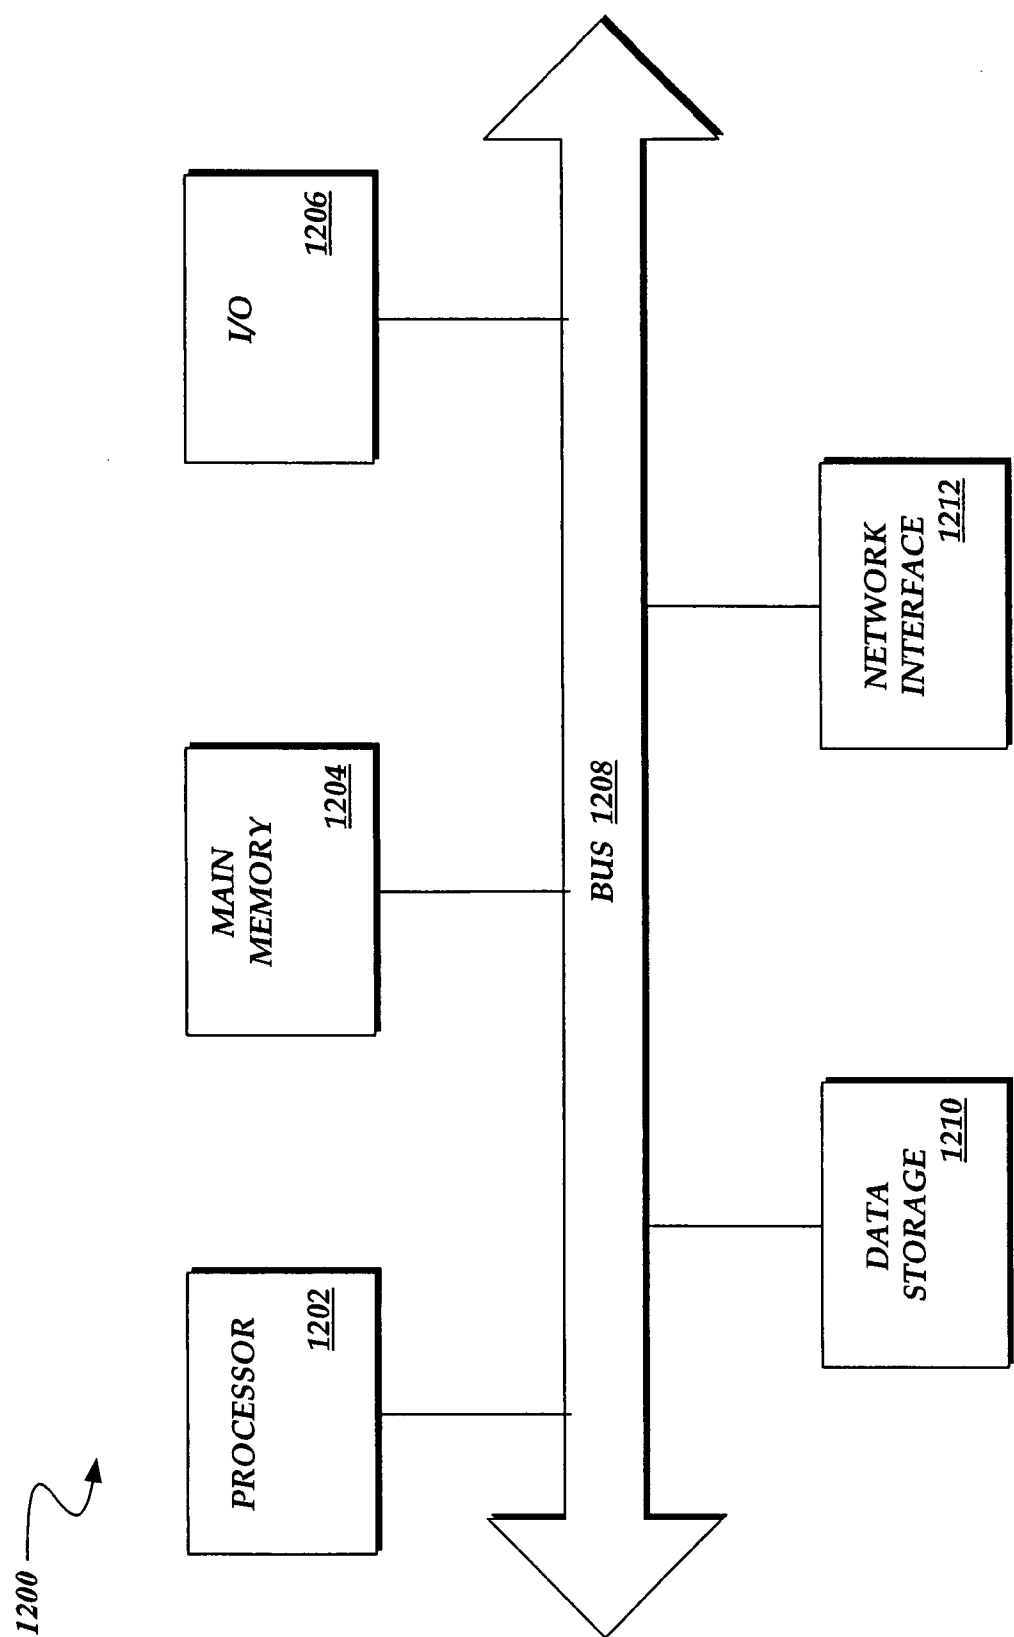 1200
PROCESSOR
1202
MAIN
MEMORY
1204
I/O
1206
BUS 1208
DATA
STORAGE
1210
NETWORK
INTERFACE
1212